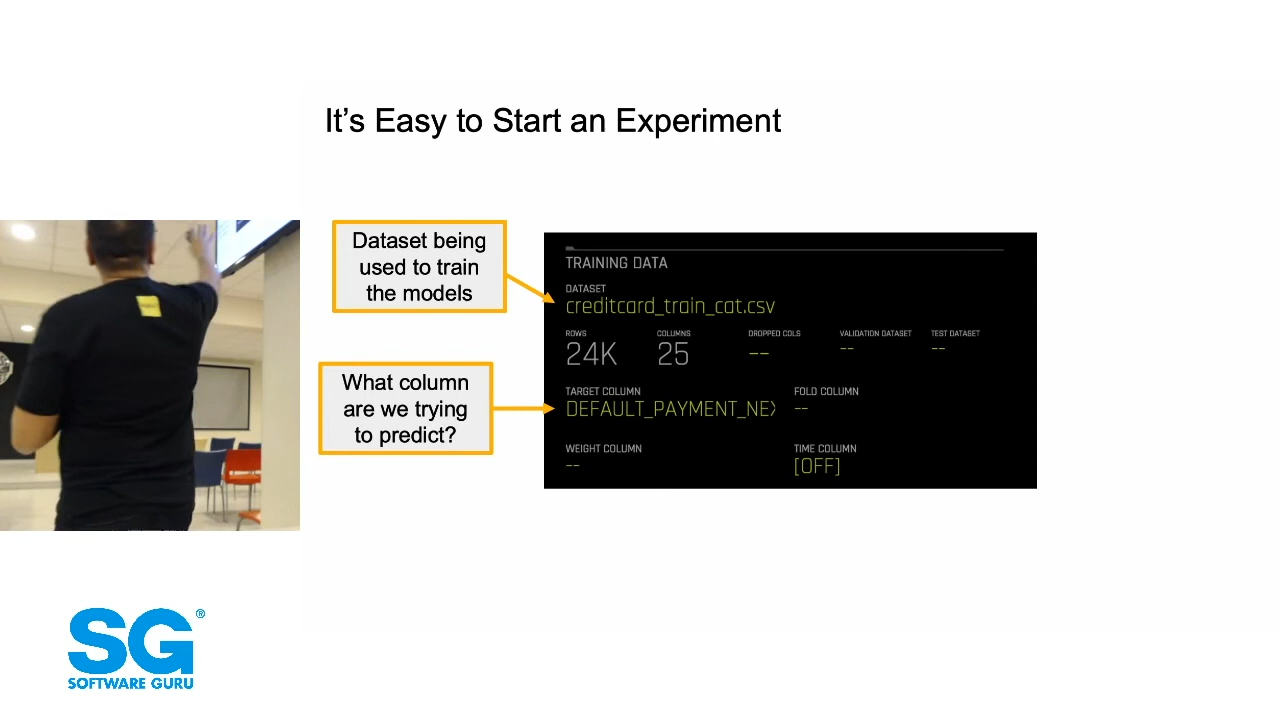 It's Easy to Start an Experiment
Dataset being
used to train
the models
What column
are we trying
to predict?
TRAINING DATA
DATASET
creditcard_train_cat.csv
ROWS COLUMNS DROPPED COLS VALIDATION DATASET TEST DATASET
24K 25 -- -- --
TARGET COLUMN FOLD COLUMN
DEFAULT_PAYMENT_NEX --
WEIGHT COLUMN TIME COLUMN
-- [OFF]
SG®
SOFTWARE GURU